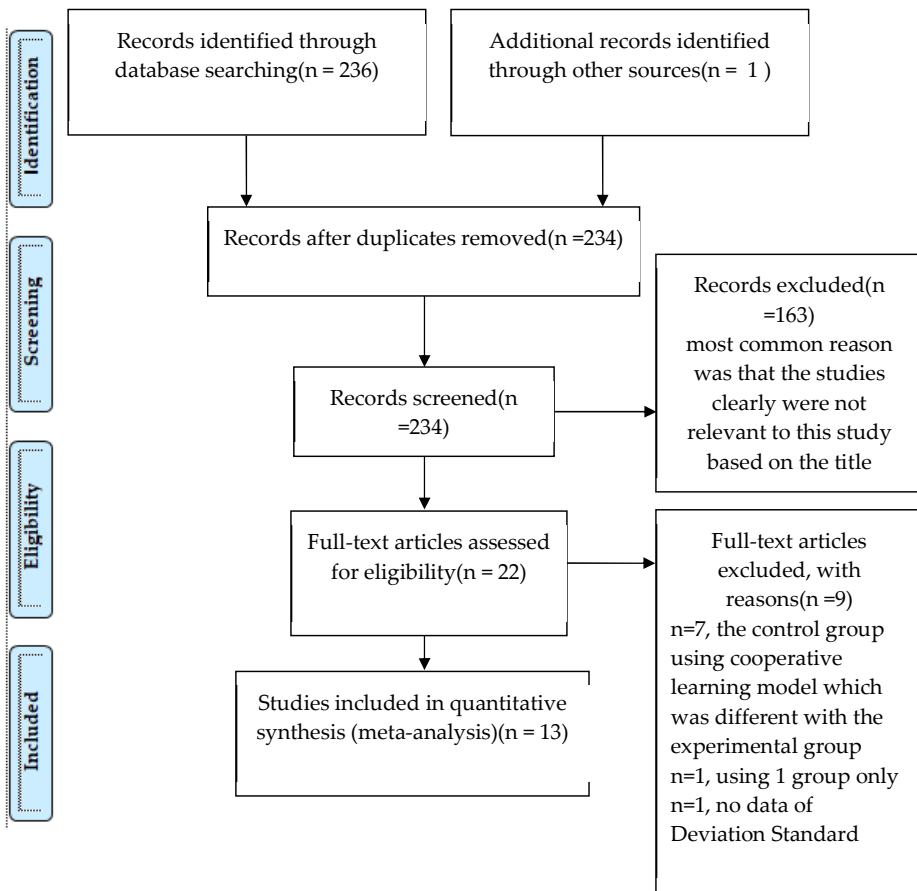 Identification
Records identified through
database searching(n = 236)
Additional records identified
through other sources(n =  1 )
Records after duplicates removed(n =234)
Screening
Records screened(n
=234)
Records excluded(n
=163)
most common reason
was that the studies
clearly were not
relevant to this study
based on the title
Eligibility
Full-text articles assessed
for eligibility(n = 22)
Full-text articles
excluded, with
reasons(n =9)
n=7, the control group
using cooperative
learning model which
was different with the
experimental group
n=1, using 1 group only
n=1, no data of
Deviation Standard
Included
Studies included in quantitative
synthesis (meta-analysis)(n = 13)